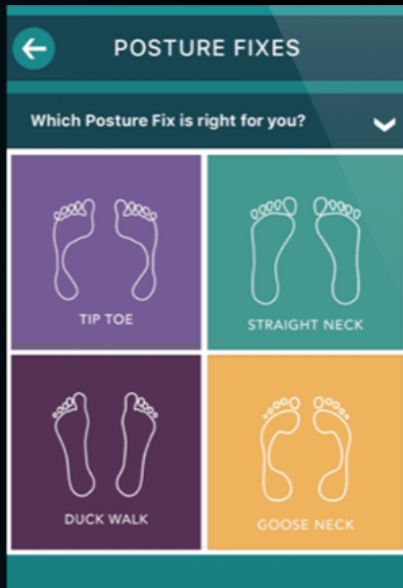 POSTURE FIXES
Which Posture Fix is right for you?
TIP TOE
STRAIGHT NECK
DUCK WALK
GOOSE NECK